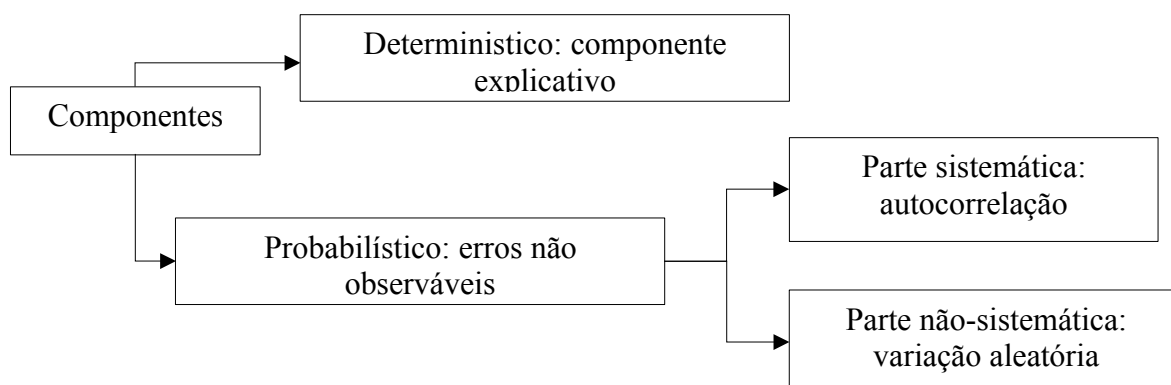 Deterministico: componente
explicativo
Componentes
Parte sistemática:
autocorrelação
Probabilístico: erros não
observáveis
Parte não-sistemática:
variação aleatória